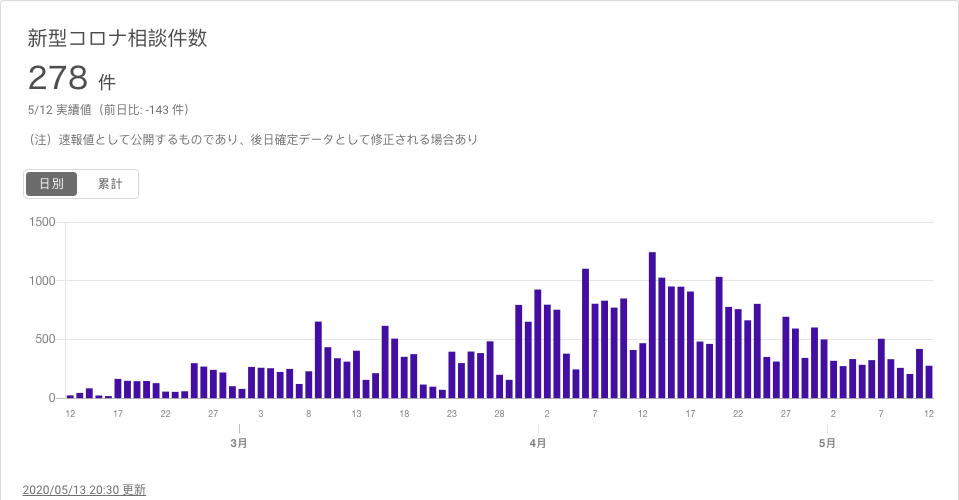 新型コロナ相談件数
278 件
5/12 実績値（前日比: -143 件）
（注）速報値として公開するものであり、後日確定データとして修正される場合あり
日別 累計
1500
1000
500
0
12 17 22 27 3 8 13 18 23 28 2 7 12 17 22 27 2 7 12
3月 4月 5月
2020/05/13 20:30 更新